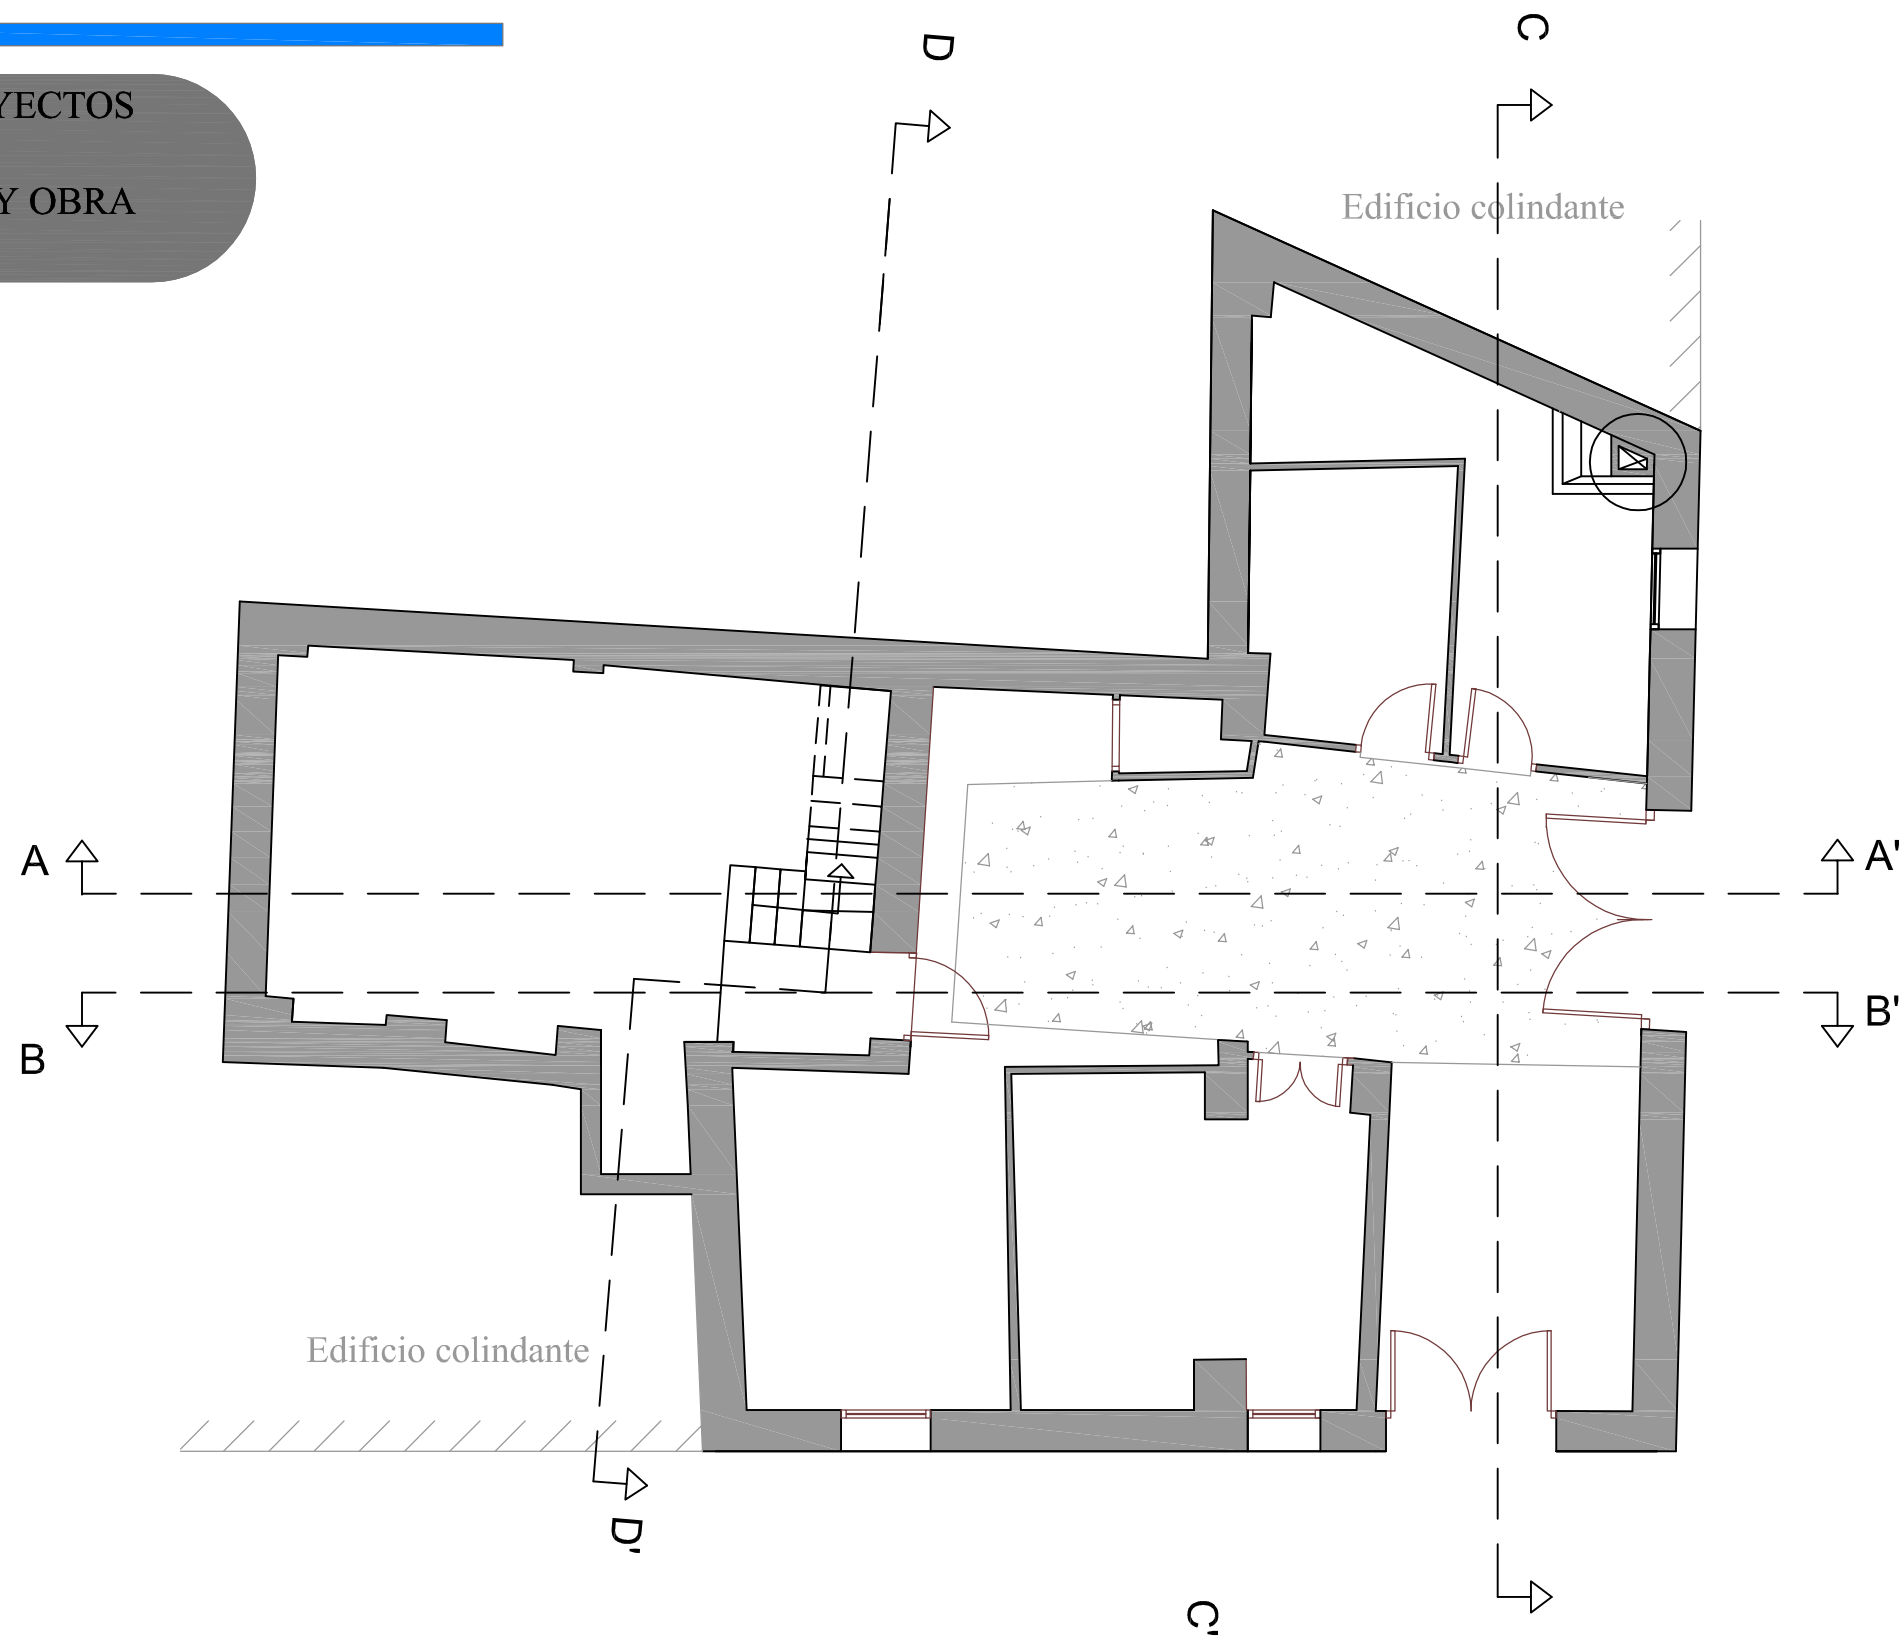 D
C
YECTOS
Y OBRA
Edificio colindante
A
A'
B
B'
Edificio colindante
D'
C'